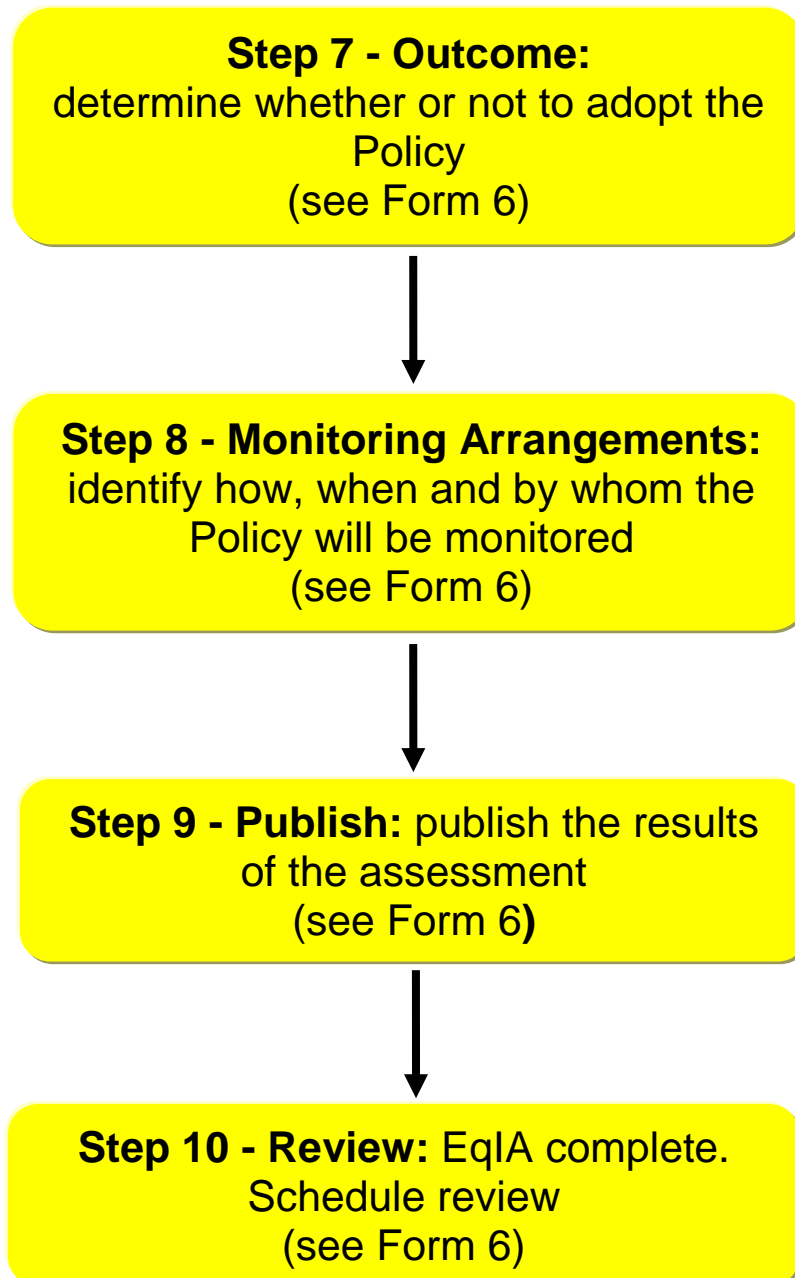 Step 7 - Outcome:
determine whether or not to adopt the
Policy
(see Form 6)
Step 8 - Monitoring Arrangements:
identify how, when and by whom the
Policy will be monitored
(see Form 6)
Step 9 - Publish: publish the results
of the assessment
(see Form 6)
Step 10 - Review: EqIA complete.
Schedule review
(see Form 6)